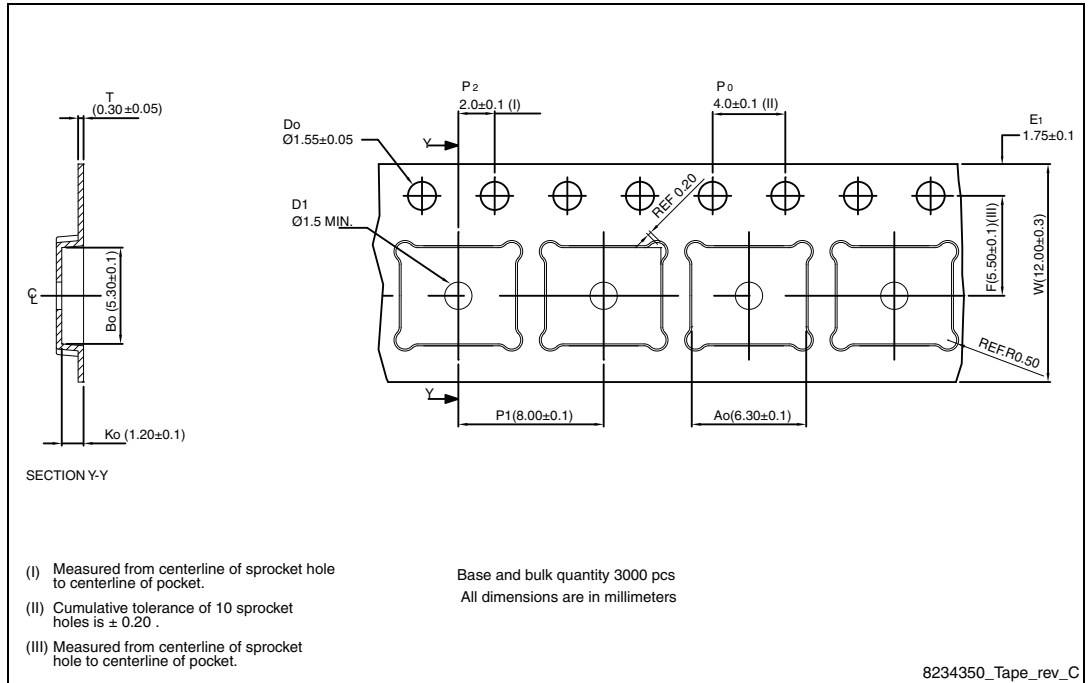 T
(0.30 ±0.05)
P2
2.0±0.1 (I)
P0
4.0±0.1 (II)
E1
1.75±0.1
Do
Ø1.55±0.05
Y
D1
Ø1.5 MIN.
REF 0.20
F(5.50±0.1)(III)
W(12.00±0.3)
℄
Bo (5.30±0.1)
REF.R0.50
Y
P1(8.00±0.1)
Ao(6.30±0.1)
Ko (1.20±0.1)
SECTION Y-Y
(I) Measured from centerline of sprocket hole
to centerline of pocket.
(II) Cumulative tolerance of 10 sprocket
holes is ± 0.20 .
(III) Measured from centerline of sprocket
hole to centerline of pocket.
Base and bulk quantity 3000 pcs
All dimensions are in millimeters
8234350_Tape_rev_C